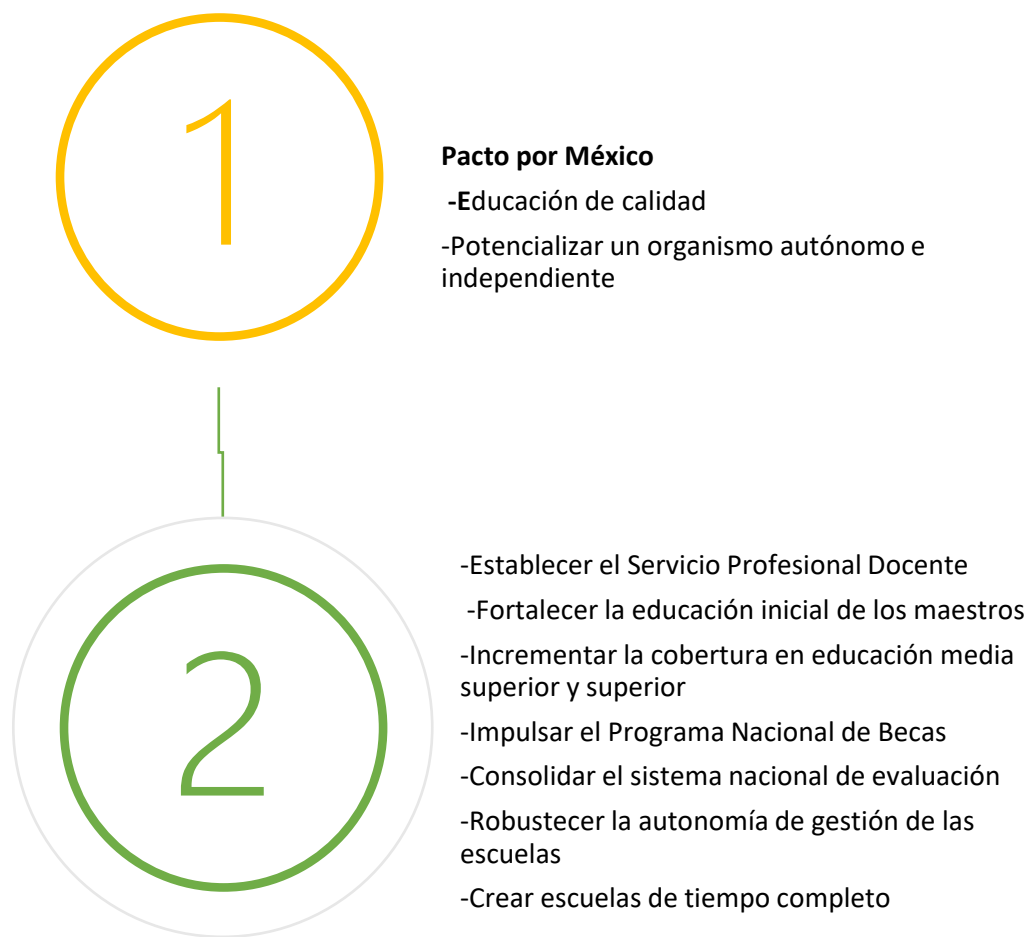 1
Pacto por México
-Educación de calidad
-Potencializar un organismo autónomo e
independiente
2
-Establecer el Servicio Profesional Docente
-Fortalecer la educación inicial de los maestros
-Incrementar la cobertura en educación media
superior y superior
-Impulsar el Programa Nacional de Becas
-Consolidar el sistema nacional de evaluación
-Robustecer la autonomía de gestión de las
escuelas
-Crear escuelas de tiempo completo